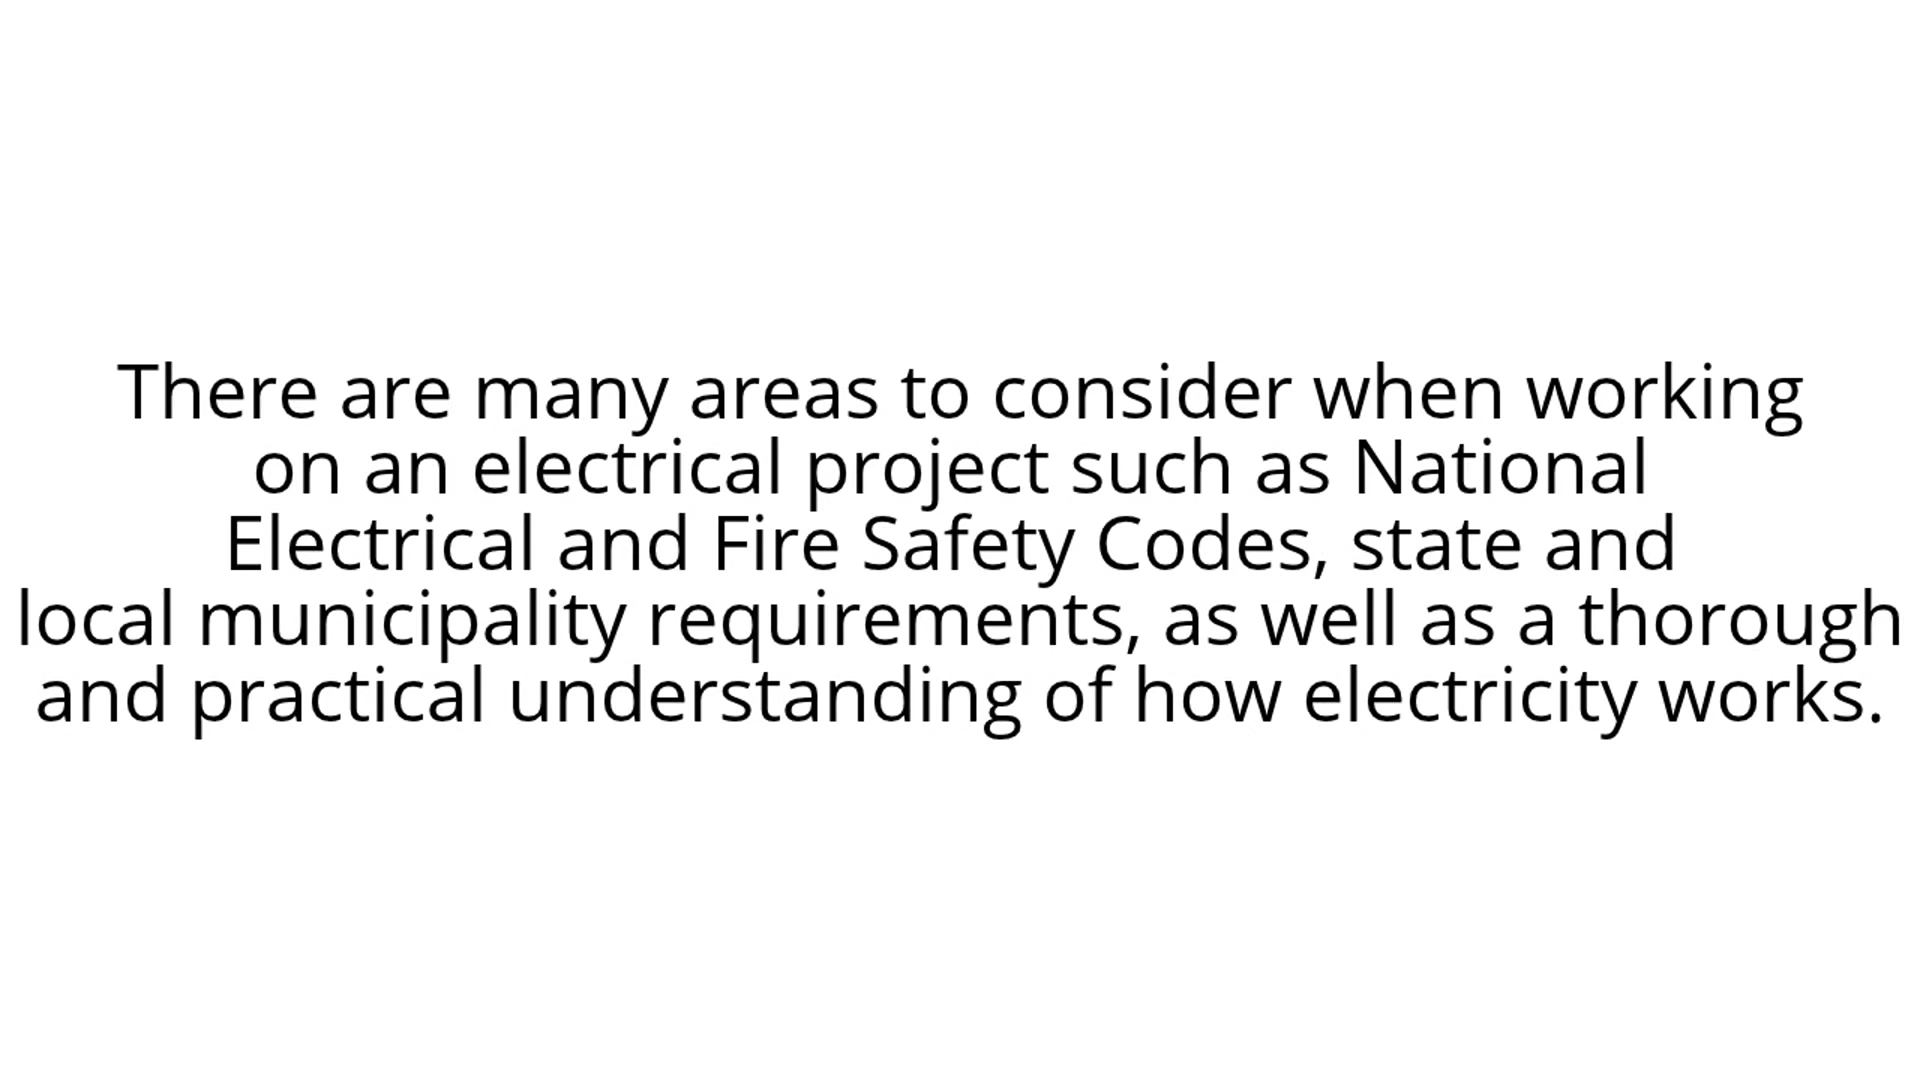 There are many areas to consider when working
on an electrical project such as National
Electrical and Fire Safety Codes, state and
local municipality requirements, as well as a thorough
and practical understanding of how electricity works.